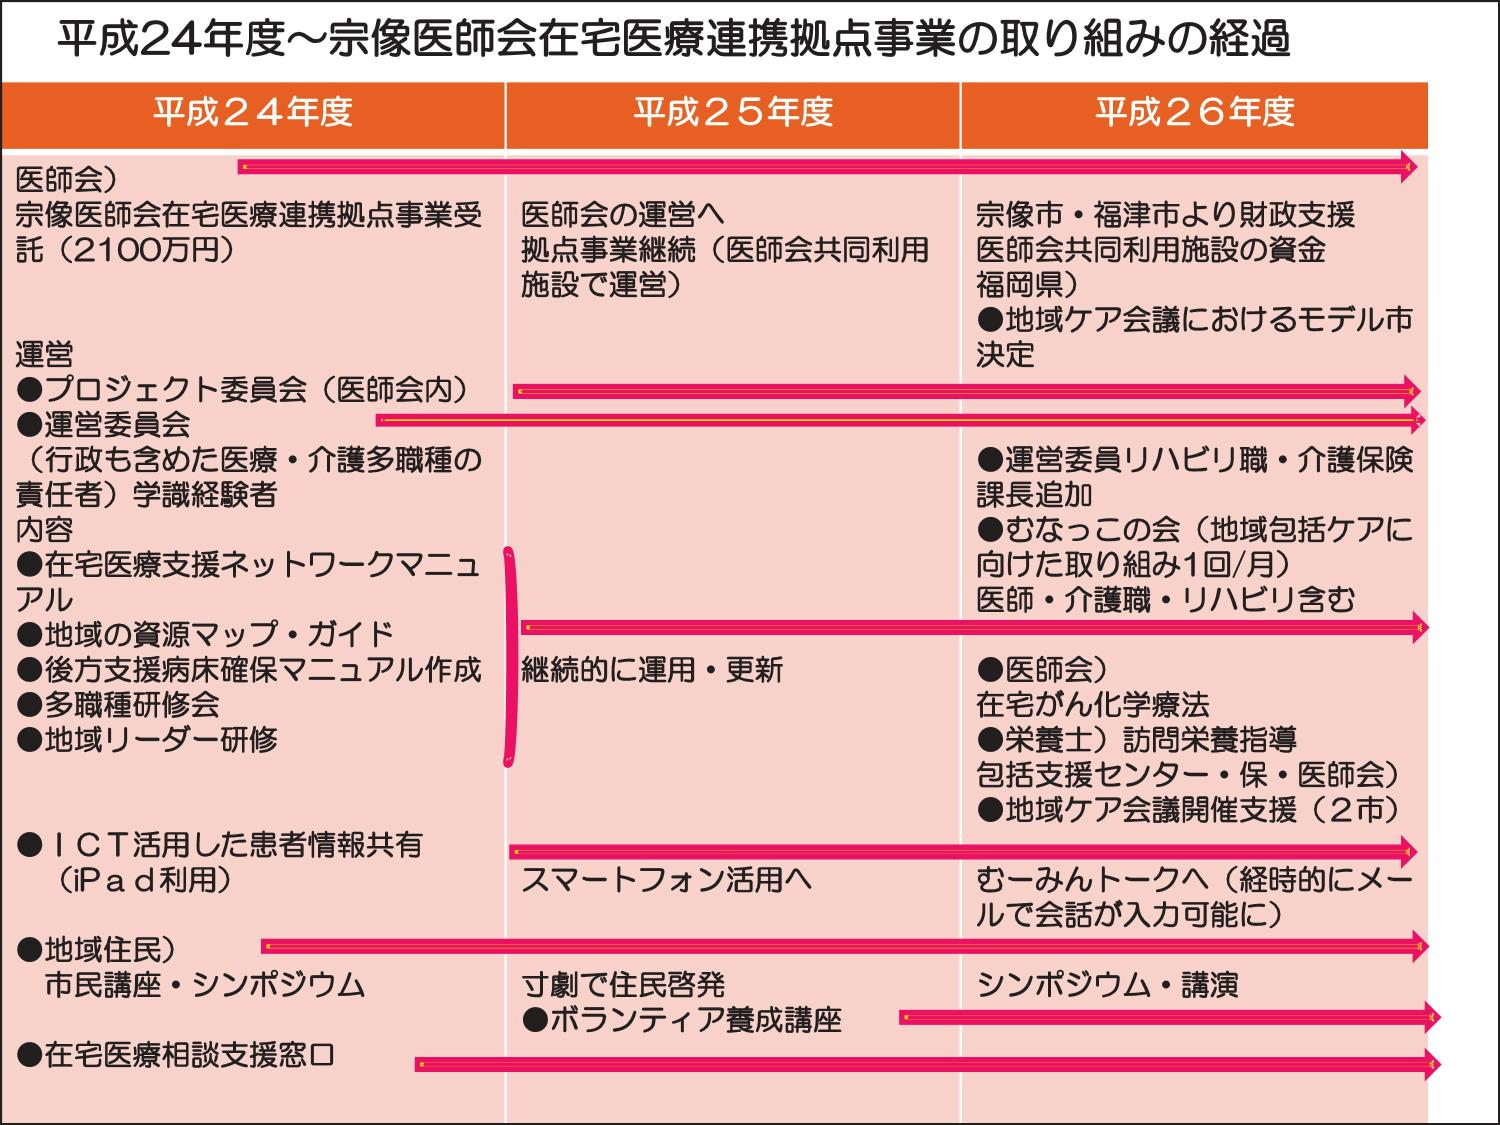 平成24年度～宗像医師会在宅医療連携拠点事業の取り組みの経過
平成２４年度
平成２５年度
平成２６年度
医師会）
宗像医師会在宅医療連携拠点事業受
託（2100万円）
運営
●プロジェクト委員会（医師会内）
●運営委員会
（行政も含めた医療・介護多職種の
責任者）学識経験者
内容
●在宅医療支援ネットワークマニュ
アル
●地域の資源マップ・ガイド
●後方支援病床確保マニュアル作成
●多職種研修会
●地域リーダー研修
●ＩＣＴ活用した患者情報共有
（iＰａｄ利用）
●地域住民）
市民講座・シンポジウム
●在宅医療相談支援窓口
医師会の運営へ
拠点事業継続（医師会共同利用
施設で運営）
継続的に運用・更新
スマートフォン活用へ
寸劇で住民啓発
●ボランティア養成講座
宗像市・福津市より財政支援
医師会共同利用施設の資金
福岡県）
●地域ケア会議におけるモデル市
決定
●運営委員リハビリ職・介護保険
課長追加
●むなっこの会（地域包括ケアに
向けた取り組み1回/月）
医師・介護職・リハビリ含む
●医師会）
在宅がん化学療法
●栄養士）訪問栄養指導
包括支援センター・保・医師会）
●地域ケア会議開催支援（２市）
むーみんトークへ（経時的にメー
ルで会話が入力可能に）
シンポジウム・講演